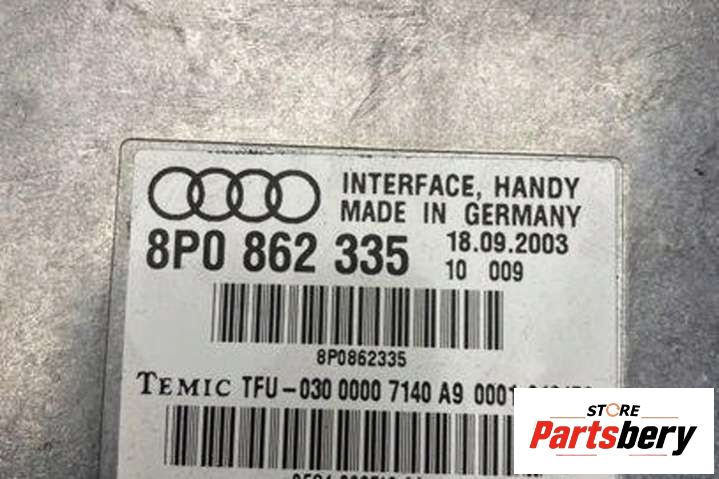 INTERFACE, HANDY
MADE IN GERMANY
8P0 862 335
18.09.2003
10 009
8P0862335
TEMIC TFU-030 0000 7140 A9 0001
STORE
Partsbery